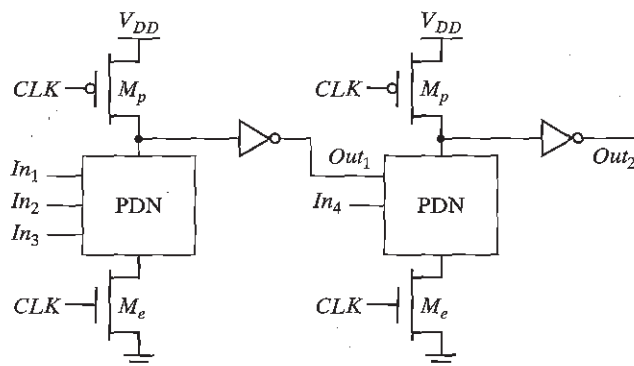 V_DD V_DD
CLK M_p CLK M_p
In_1 Out_1 Out_2
In_2 PDN In_4 PDN
In_3
CLK M_e CLK M_e